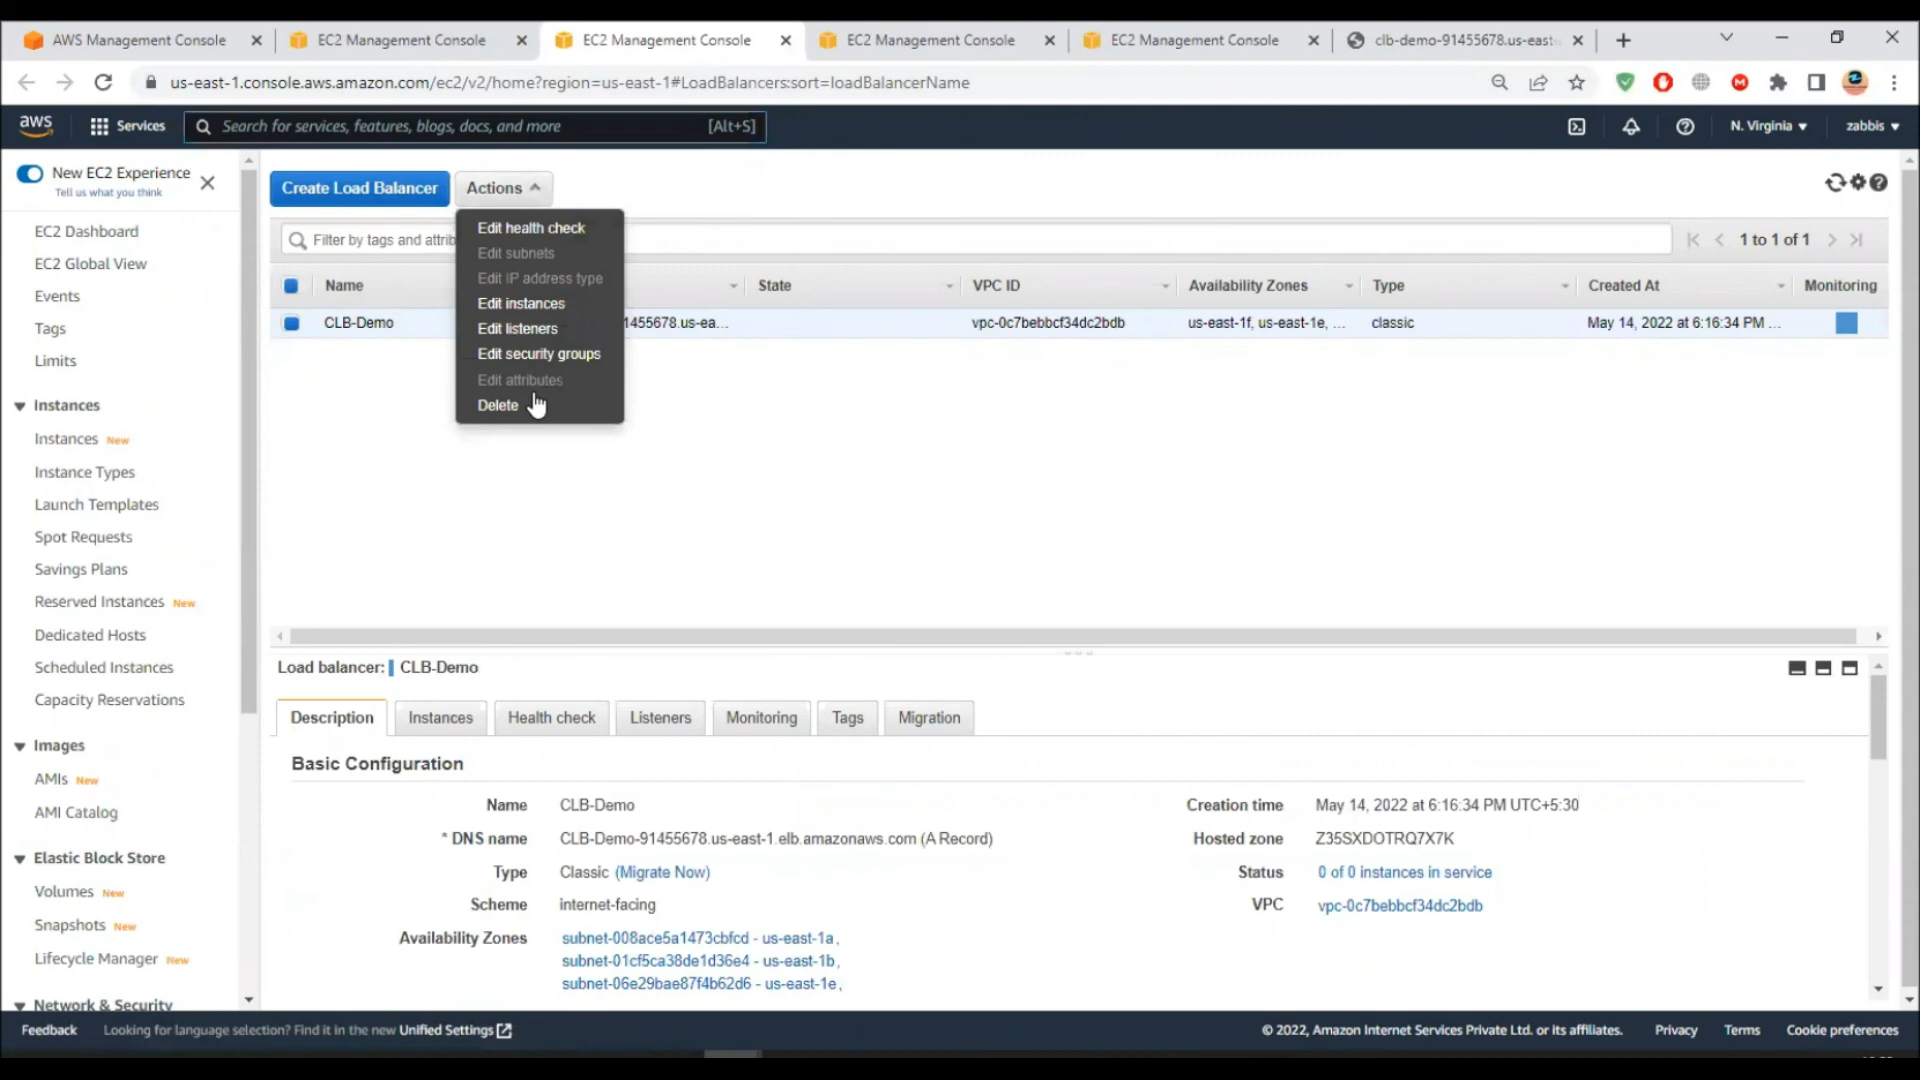 AWS Management Console
EC2 Management Console
EC2 Management Console
EC2 Management Console
EC2 Management Console
clb-demo-91455678.us-east-
us-east-1.console.aws.amazon.com/ec2/v2/home?region=us-east-1#LoadBalancers:sort=loadBalancerName
aws
Services
Search for services, features, blogs, docs, and more
[Alt+S]
N. Virginia
zabbis
New EC2 Experience
Tell us what you think
EC2 Dashboard
EC2 Global View
Events
Tags
Limits
Instances
Instances New
Instance Types
Launch Templates
Spot Requests
Savings Plans
Reserved Instances New
Dedicated Hosts
Scheduled Instances
Capacity Reservations
Images
AMIs New
AMI Catalog
Elastic Block Store
Volumes New
Snapshots New
Lifecycle Manager New
Network & Security
Create Load Balancer
Actions
Edit health check
Edit subnets
Edit IP address type
Edit instances
Edit listeners
Edit security groups
Edit attributes
Delete
Filter by tags and attrib
1 to 1 of 1
Name State VPC ID Availability Zones Type Created At Monitoring
CLB-Demo 1455678.us-ea... vpc-0c7bebbcf34dc2bdb us-east-1f, us-east-1e, ... classic May 14, 2022 at 6:16:34 PM ...
Load balancer: CLB-Demo
Description Instances Health check Listeners Monitoring Tags Migration
Basic Configuration
Name CLB-Demo
* DNS name CLB-Demo-91455678.us-east-1.elb.amazonaws.com (A Record)
Type Classic (Migrate Now)
Scheme internet-facing
Availability Zones subnet-008ace5a1473cbfcd - us-east-1a,
subnet-01cf5ca38de1d36e4 - us-east-1b,
subnet-06e29bae87f4b62d6 - us-east-1e,
Creation time May 14, 2022 at 6:16:34 PM UTC+5:30
Hosted zone Z35SXDOTRQ7X7K
Status 0 of 0 instances in service
VPC vpc-0c7bebbcf34dc2bdb
Feedback
Looking for language selection? Find it in the new Unified Settings
© 2022, Amazon Internet Services Private Ltd. or its affiliates.
Privacy
Terms
Cookie preferences